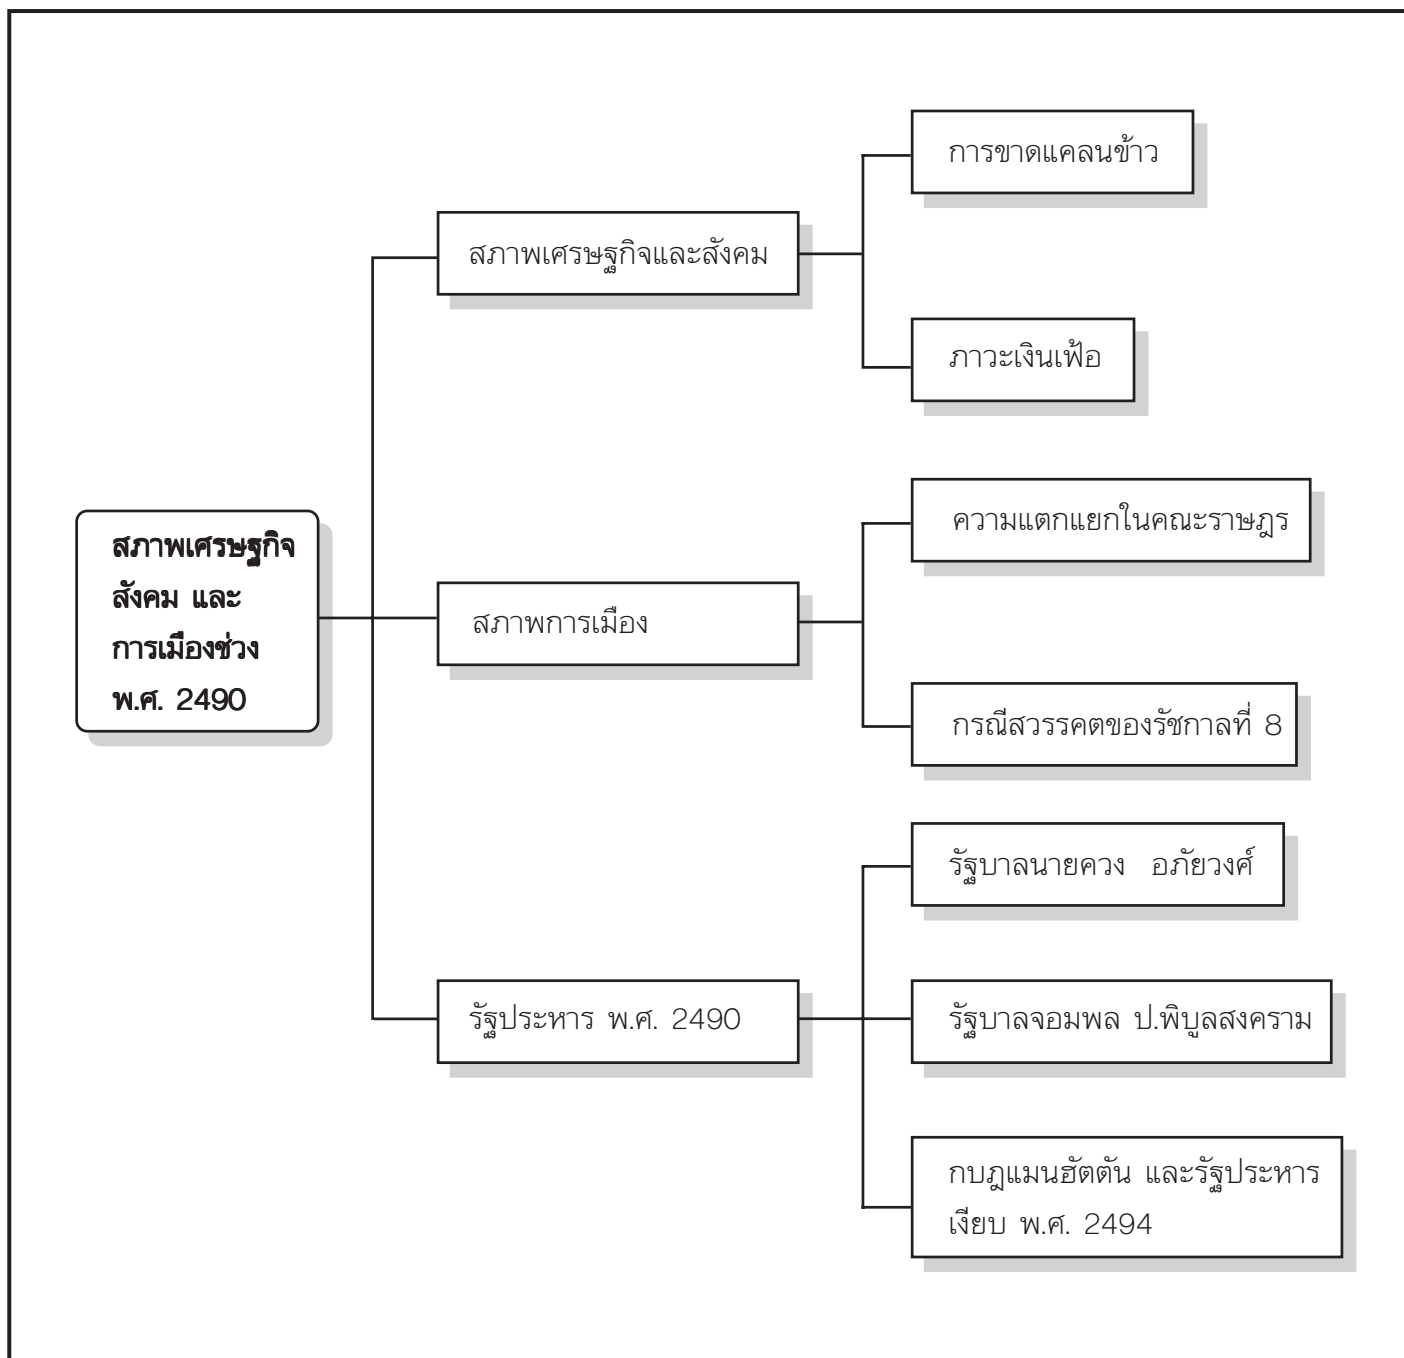 สภาพเศรษฐกิจ
สังคม และ
การเมืองช่วง
พ.ศ. 2490
สภาพเศรษฐกิจและสังคม
การขาดแคลนข้าว
ภาวะเงินเฟ้อ
สภาพการเมือง
ความแตกแยกในคณะราษฎร
กรณีสวรรคตของรัชกาลที่ 8
รัฐประหาร พ.ศ. 2490
รัฐบาลนายควง อภัยวงศ์
รัฐบาลจอมพล ป.พิบูลสงคราม
กบฎแมนฮัตตัน และรัฐประหาร
เงียบ พ.ศ. 2494